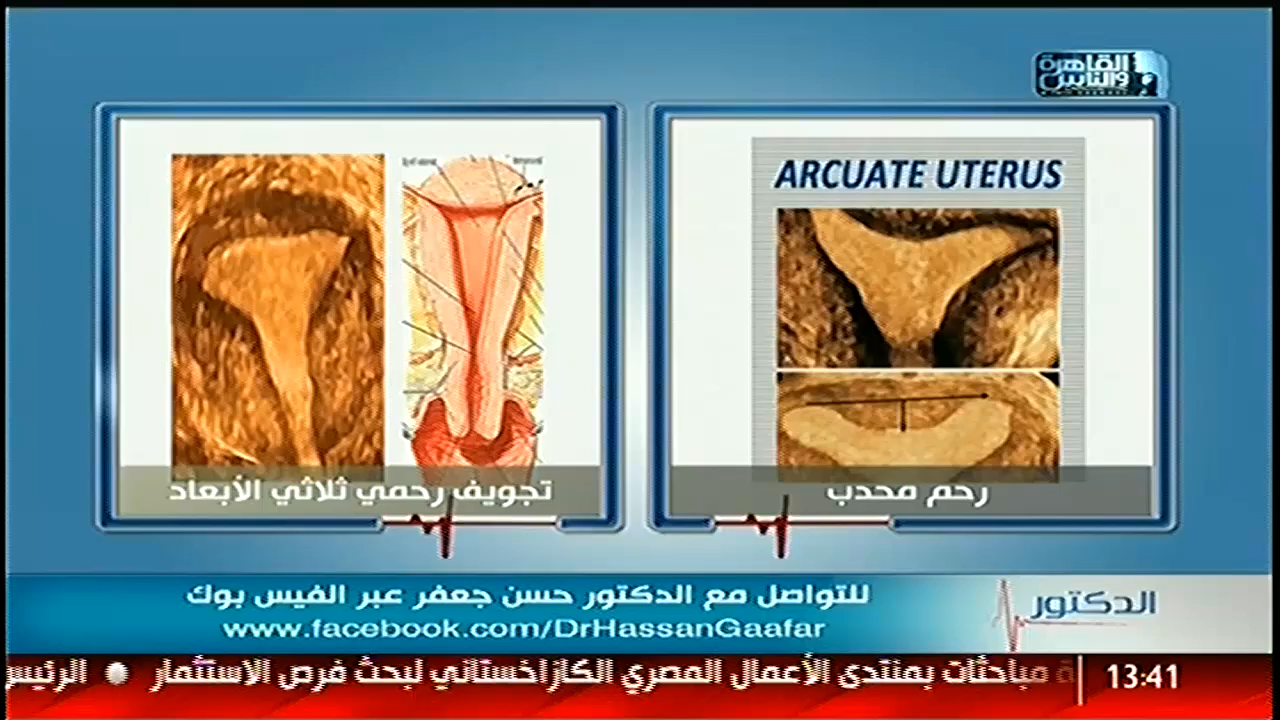 القاهرة
والناس
ARCUATE UTERUS
رحم محدب
تجويف رحمي ثلاثي الأبعاد
الدكتور
للتواصل مع الدكتور حسن جعفر عبر الفيس بوك
www.facebook.com/DrHassanGaafar
13:41
مباحثات بمنتدى الأعمال المصري الكازاخستاني لبحث فرص الاستثمار ● الرئيس